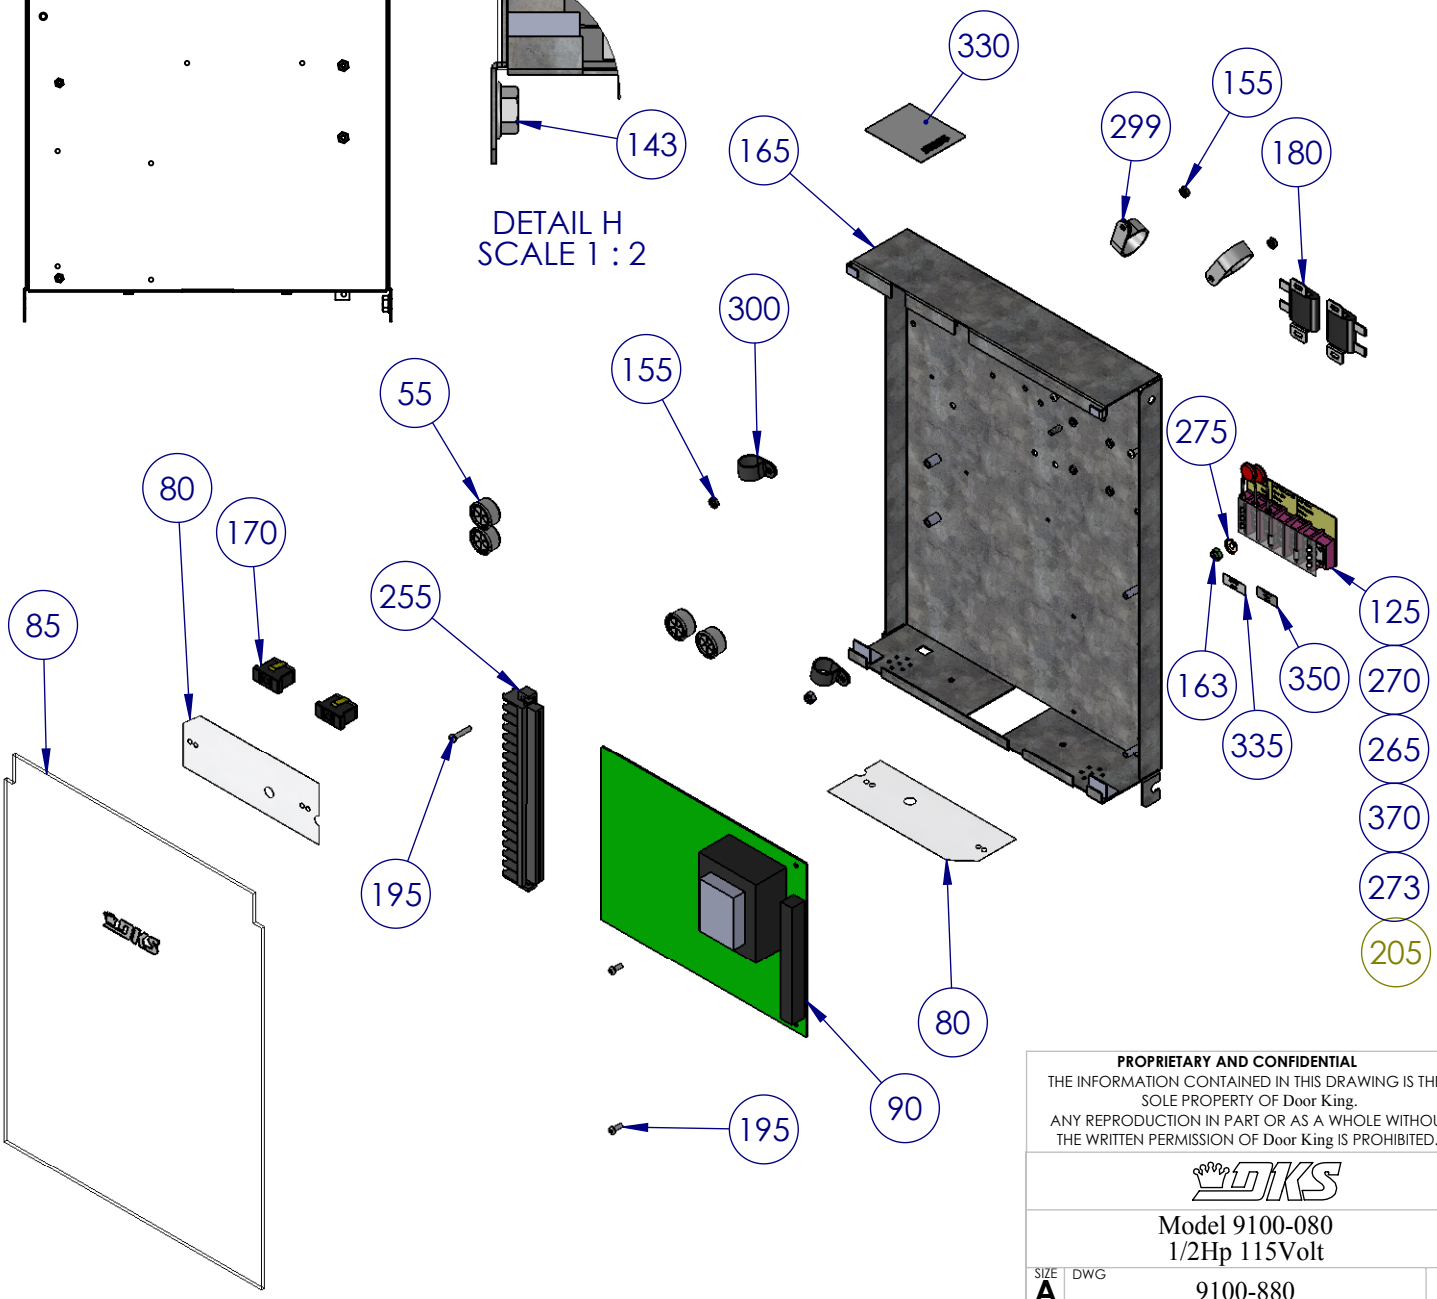 330
155
299
143
165
180
DETAIL H
SCALE 1 : 2
300
155
55
275
80
170
255
125
85
163
350
270
335
265
370
195
273
205
DKS
80
90
195
PROPRIETARY AND CONFIDENTIAL
THE INFORMATION CONTAINED IN THIS DRAWING IS THE
SOLE PROPERTY OF Door King.
ANY REPRODUCTION IN PART OR AS A WHOLE WITHOU
THE WRITTEN PERMISSION OF Door King IS PROHIBITED.
DKS
Model 9100-080
1/2Hp 115Volt
SIZE DWG
A 9100-880